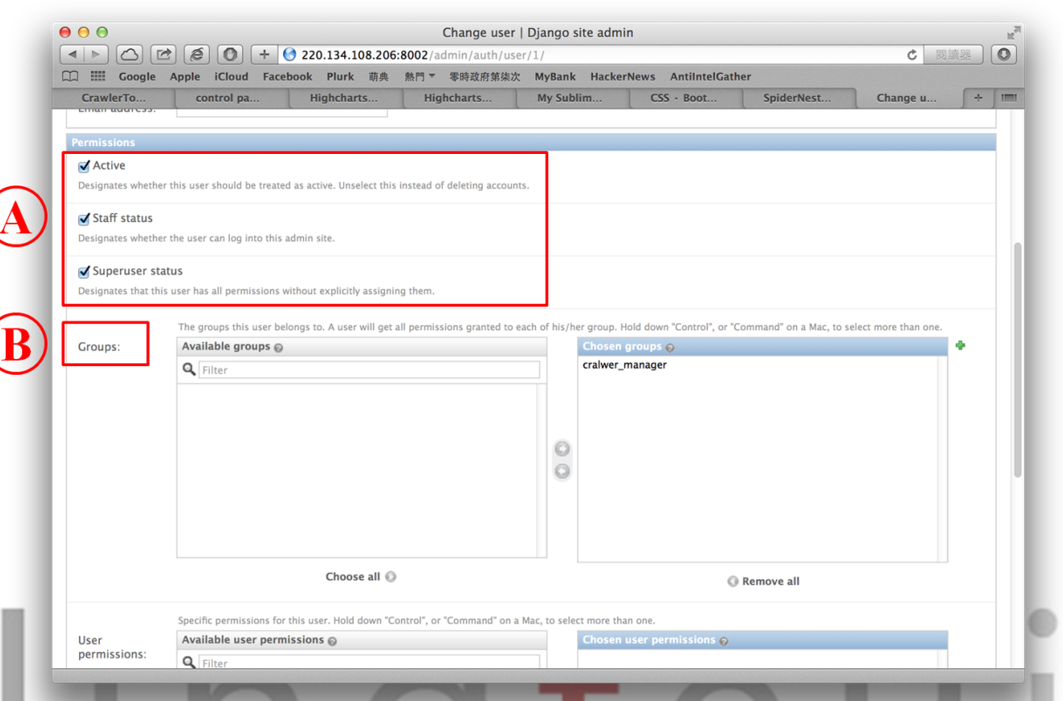 Change user | Django site admin
220.134.108.206:8002/admin/auth/user/1/
閱讀器
Google Apple iCloud Facebook Plurk 萌典 熱門 零時政府第柒次 MyBank HackerNews AntiIntelGather
CrawlerTo... control pa... Highcharts... Highcharts... My Sublim... CSS · Boot... SpiderNest... Change u...
Email address:
Permissions
Active
Designates whether this user should be treated as active. Unselect this instead of deleting accounts.
A
Staff status
Designates whether the user can log into this admin site.
Superuser status
Designates that this user has all permissions without explicitly assigning them.
B
Groups:
The groups this user belongs to. A user will get all permissions granted to each of his/her group. Hold down "Control", or "Command" on a Mac, to select more than one.
Available groups
Chosen groups
Filter
cralwer_manager
Choose all
Remove all
Specific permissions for this user. Hold down "Control", or "Command" on a Mac, to select more than one.
User permissions:
Available user permissions
Chosen user permissions
Filter